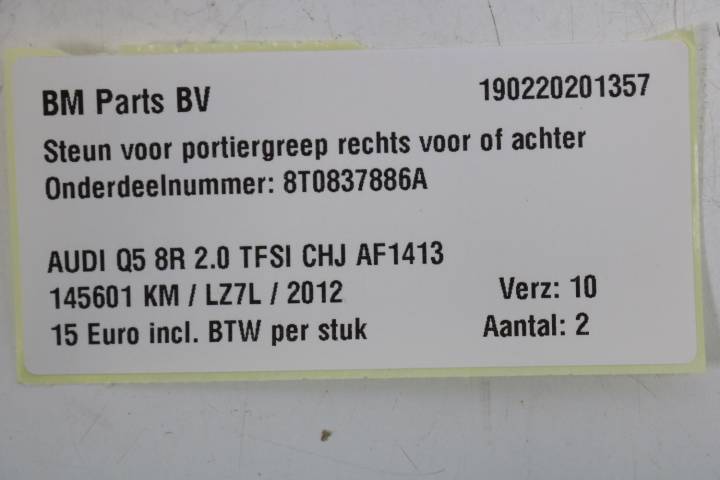 BM Parts BV 190220201357
Steun voor portiergreep rechts voor of achter
Onderdeelnummer: 8T0837886A
AUDI Q5 8R 2.0 TFSI CHJ AF1413
145601 KM / LZ7L / 2012 Verz: 10
15 Euro incl. BTW per stuk Aantal: 2